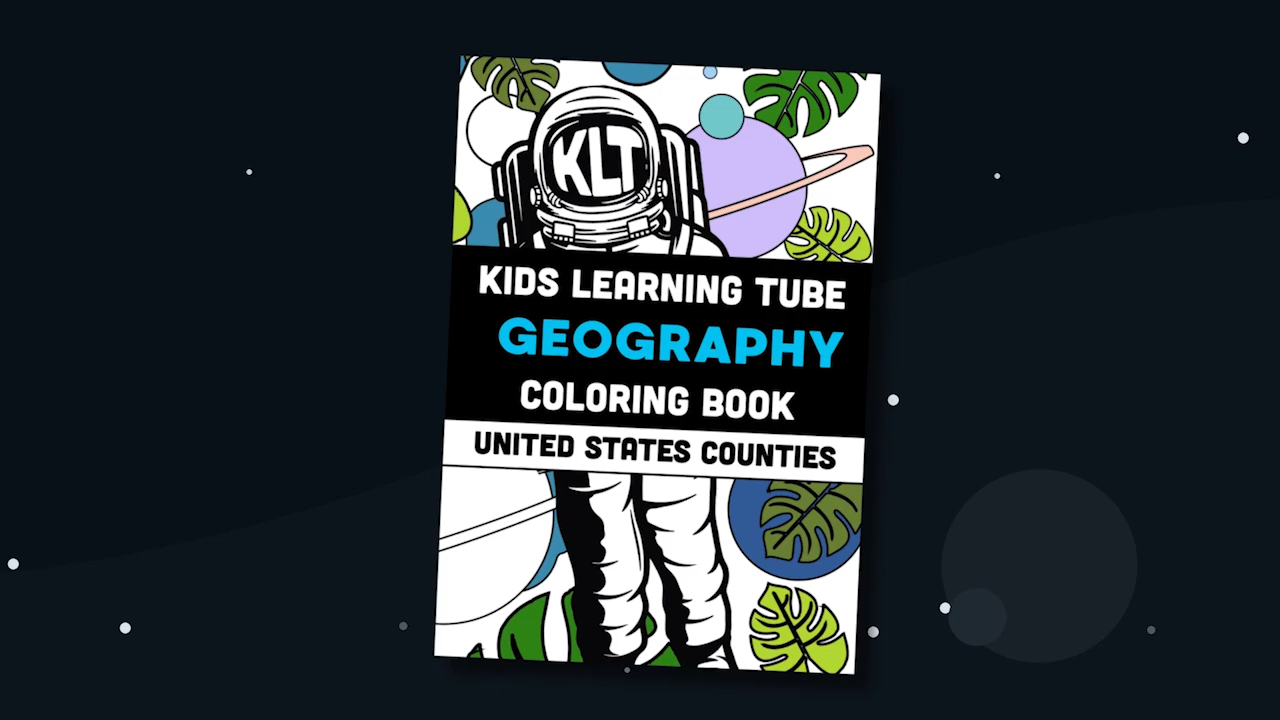 KLT
KIDS LEARNING TUBE
GEOGRAPHY
COLORING BOOK
UNITED STATES COUNTIES